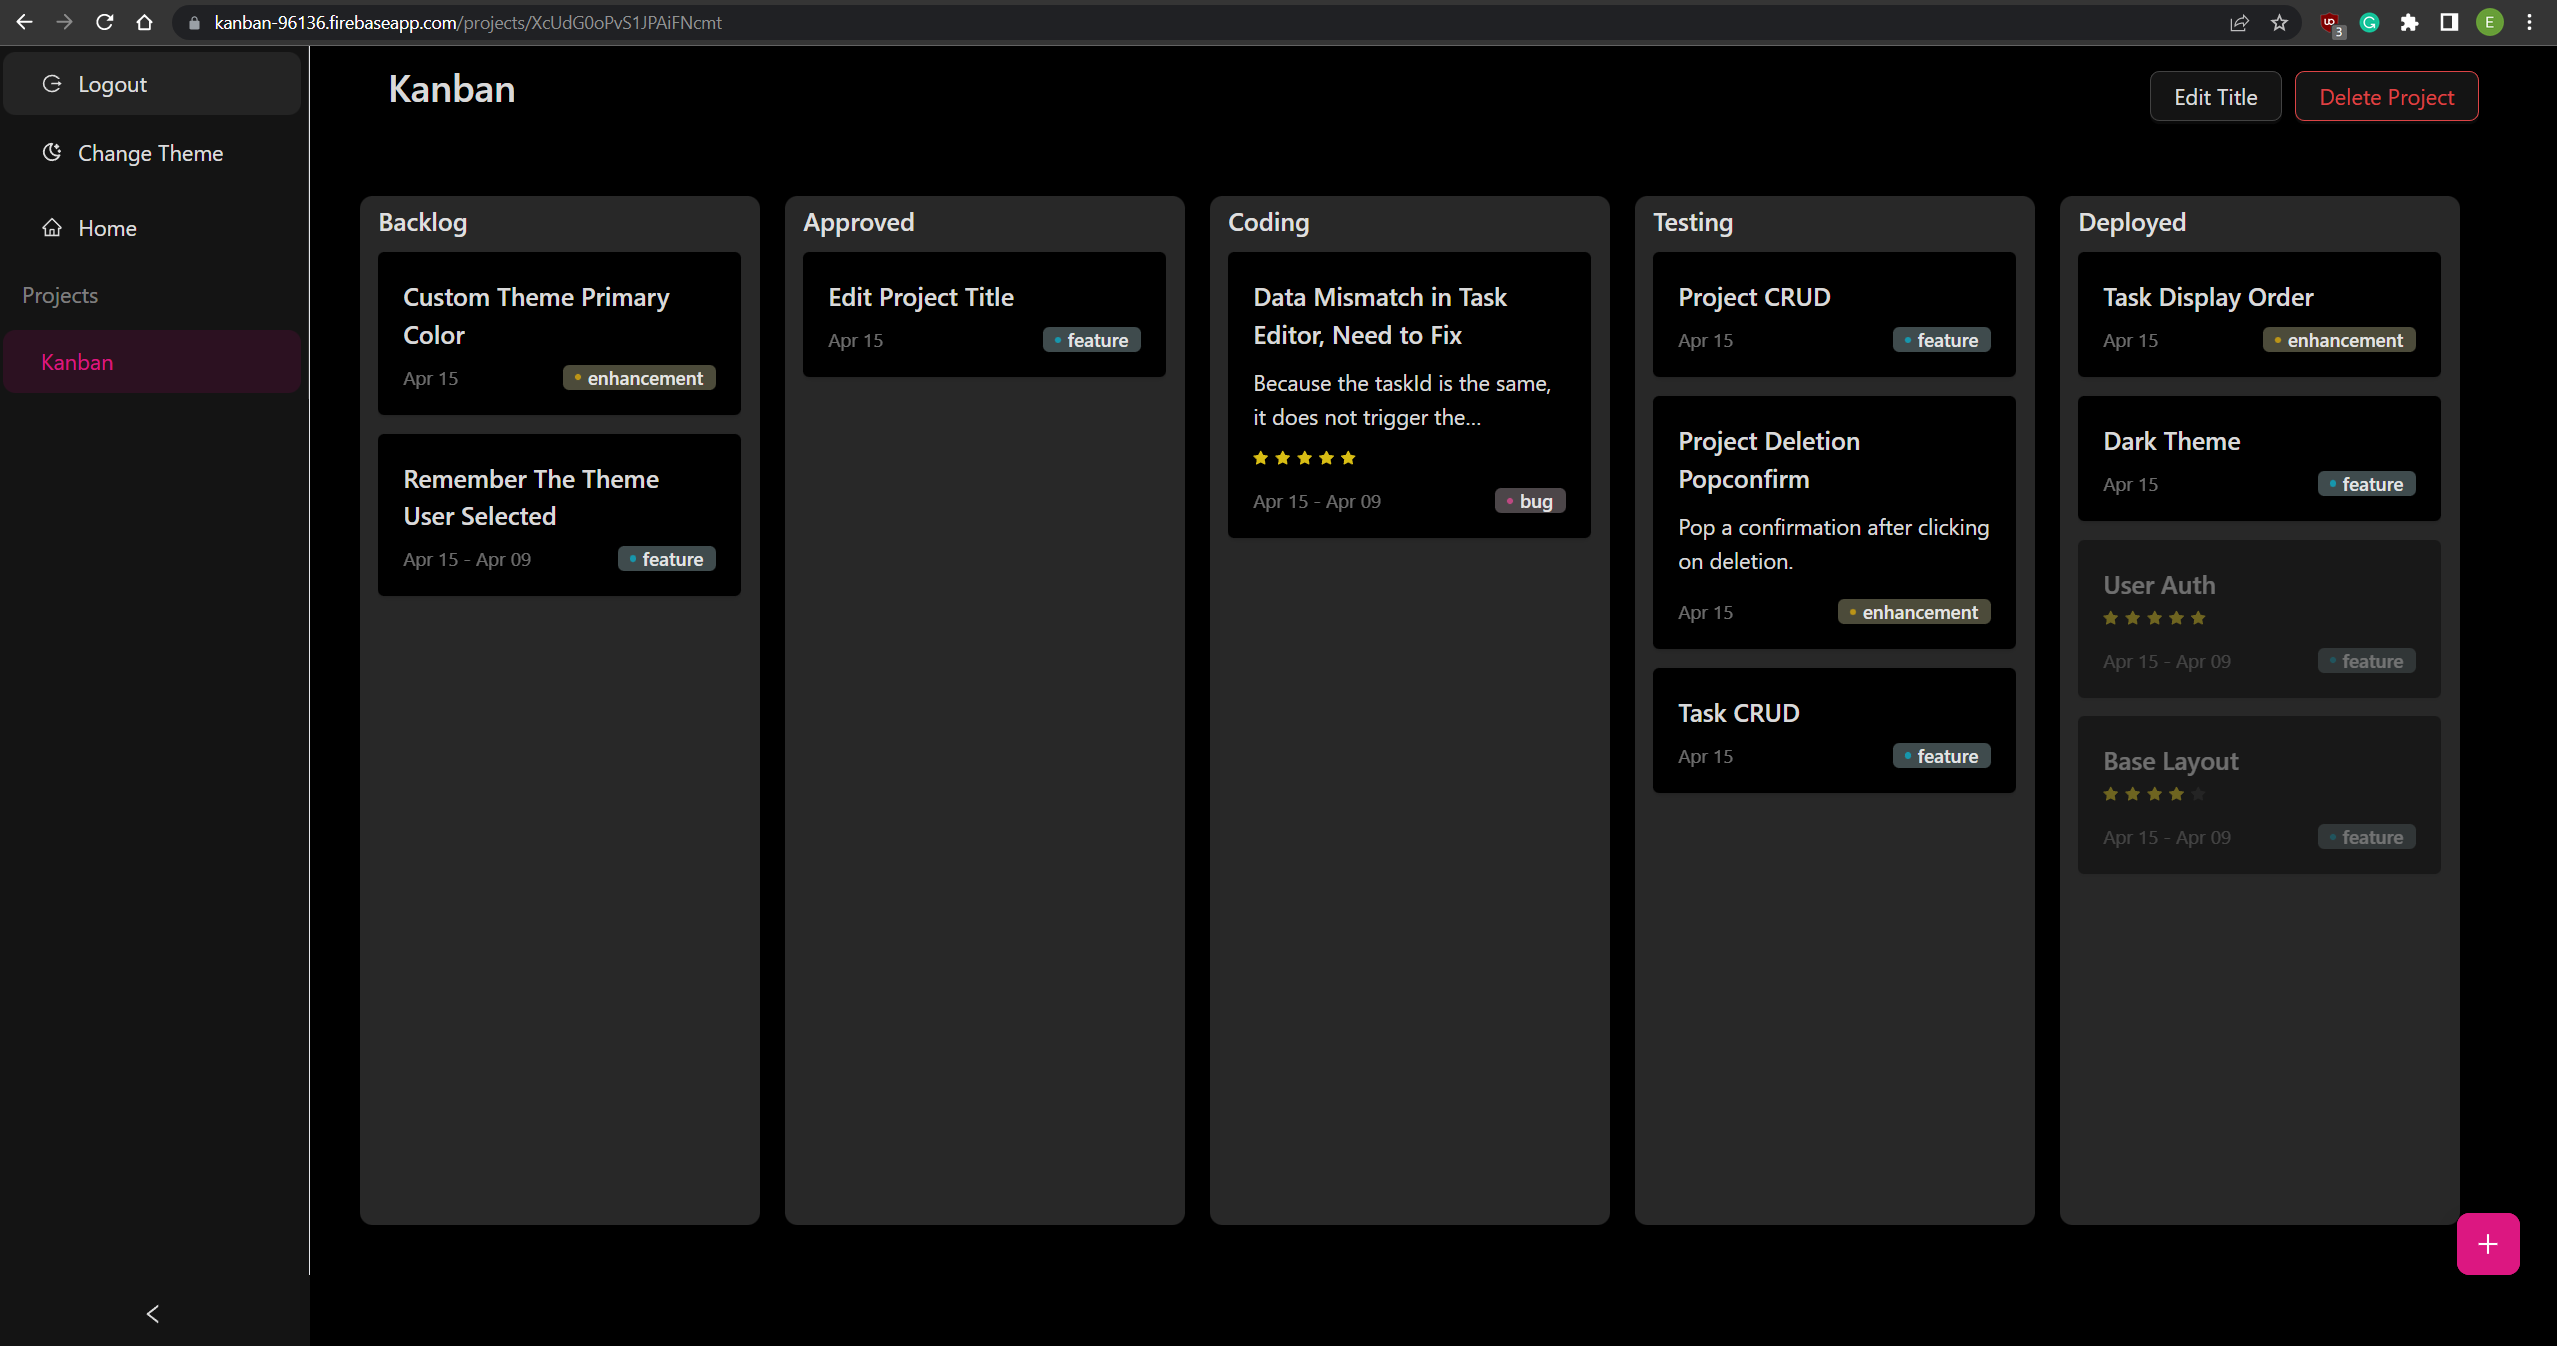 kanban-96136.firebaseapp.com/projects/XcUdG0oPvS1JPAiFNcmt
3
E
Logout
Change Theme
Home
Projects
Kanban
Kanban
Edit Title
Delete Project
Backlog
Custom Theme Primary
Color
Apr 15
enhancement
Remember The Theme
User Selected
Apr 15 - Apr 09
feature
Approved
Edit Project Title
Apr 15
feature
Coding
Data Mismatch in Task
Editor, Need to Fix
Because the taskId is the same,
it does not trigger the...
Apr 15 - Apr 09
bug
Testing
Project CRUD
Apr 15
feature
Project Deletion
Popconfirm
Pop a confirmation after clicking
on deletion.
Apr 15
enhancement
Task CRUD
Apr 15
feature
Deployed
Task Display Order
Apr 15
enhancement
Dark Theme
Apr 15
feature
User Auth
Apr 15 - Apr 09
feature
Base Layout
Apr 15 - Apr 09
feature